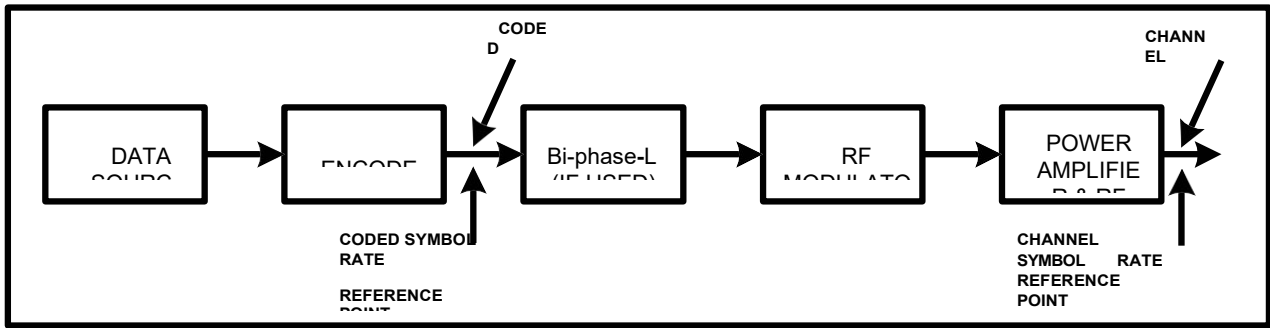 CODE
D
CHANN
EL
DATA
SOURC
ENCODE
Bi-phase-L
(IF USED)
RF
MODULATO
POWER
AMPLIFIE
R & RF
CODED SYMBOL
RATE
REFERENCE
POINT
CHANNEL
SYMBOL RATE
REFERENCE
POINT